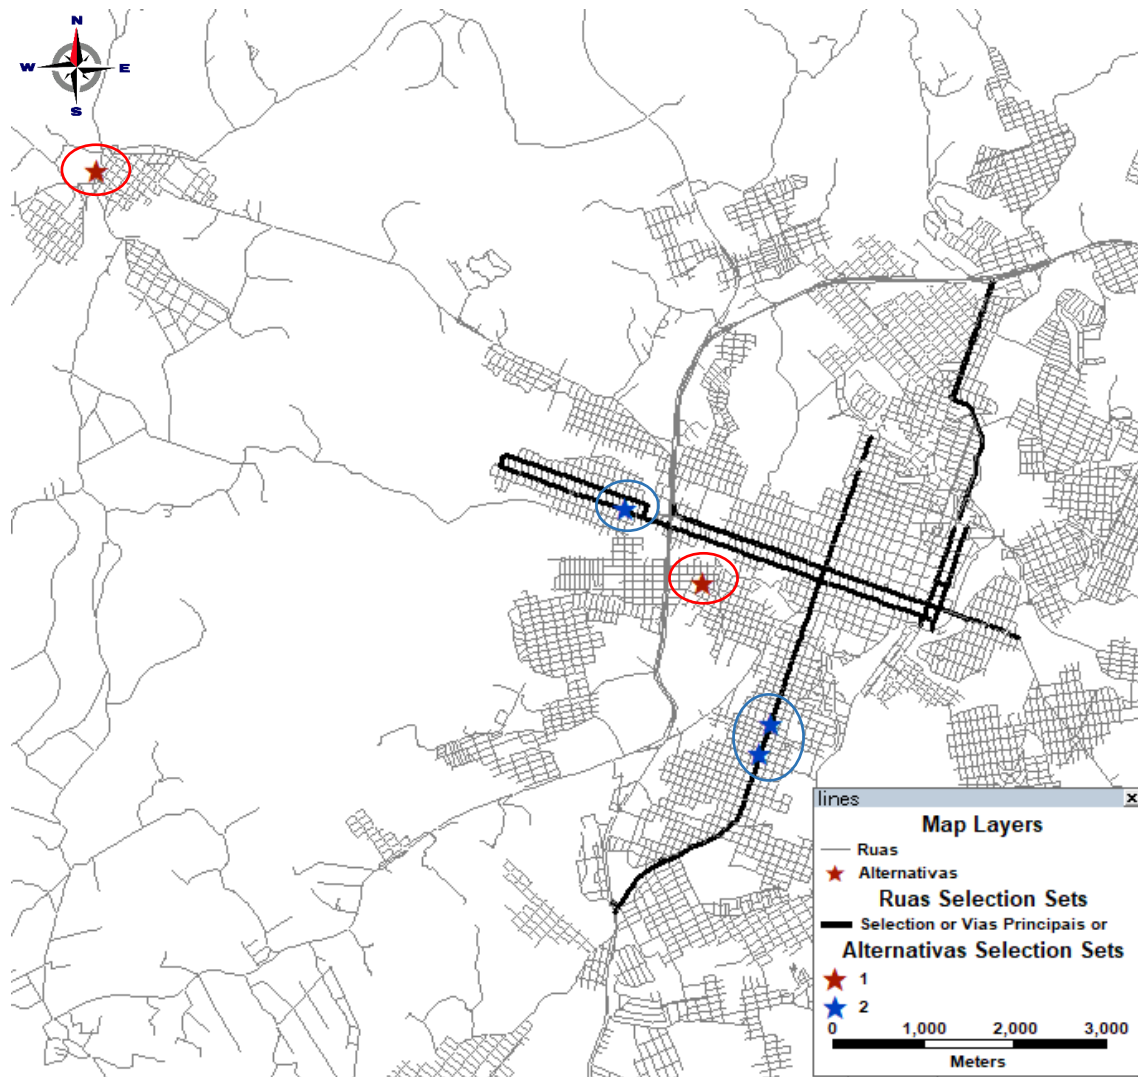 N
W E
S
lines x
Map Layers
Ruas
Alternativas
Ruas Selection Sets
Selection or Vias Principais or
Alternativas Selection Sets
1
2
0 1,000 2,000 3,000
Meters